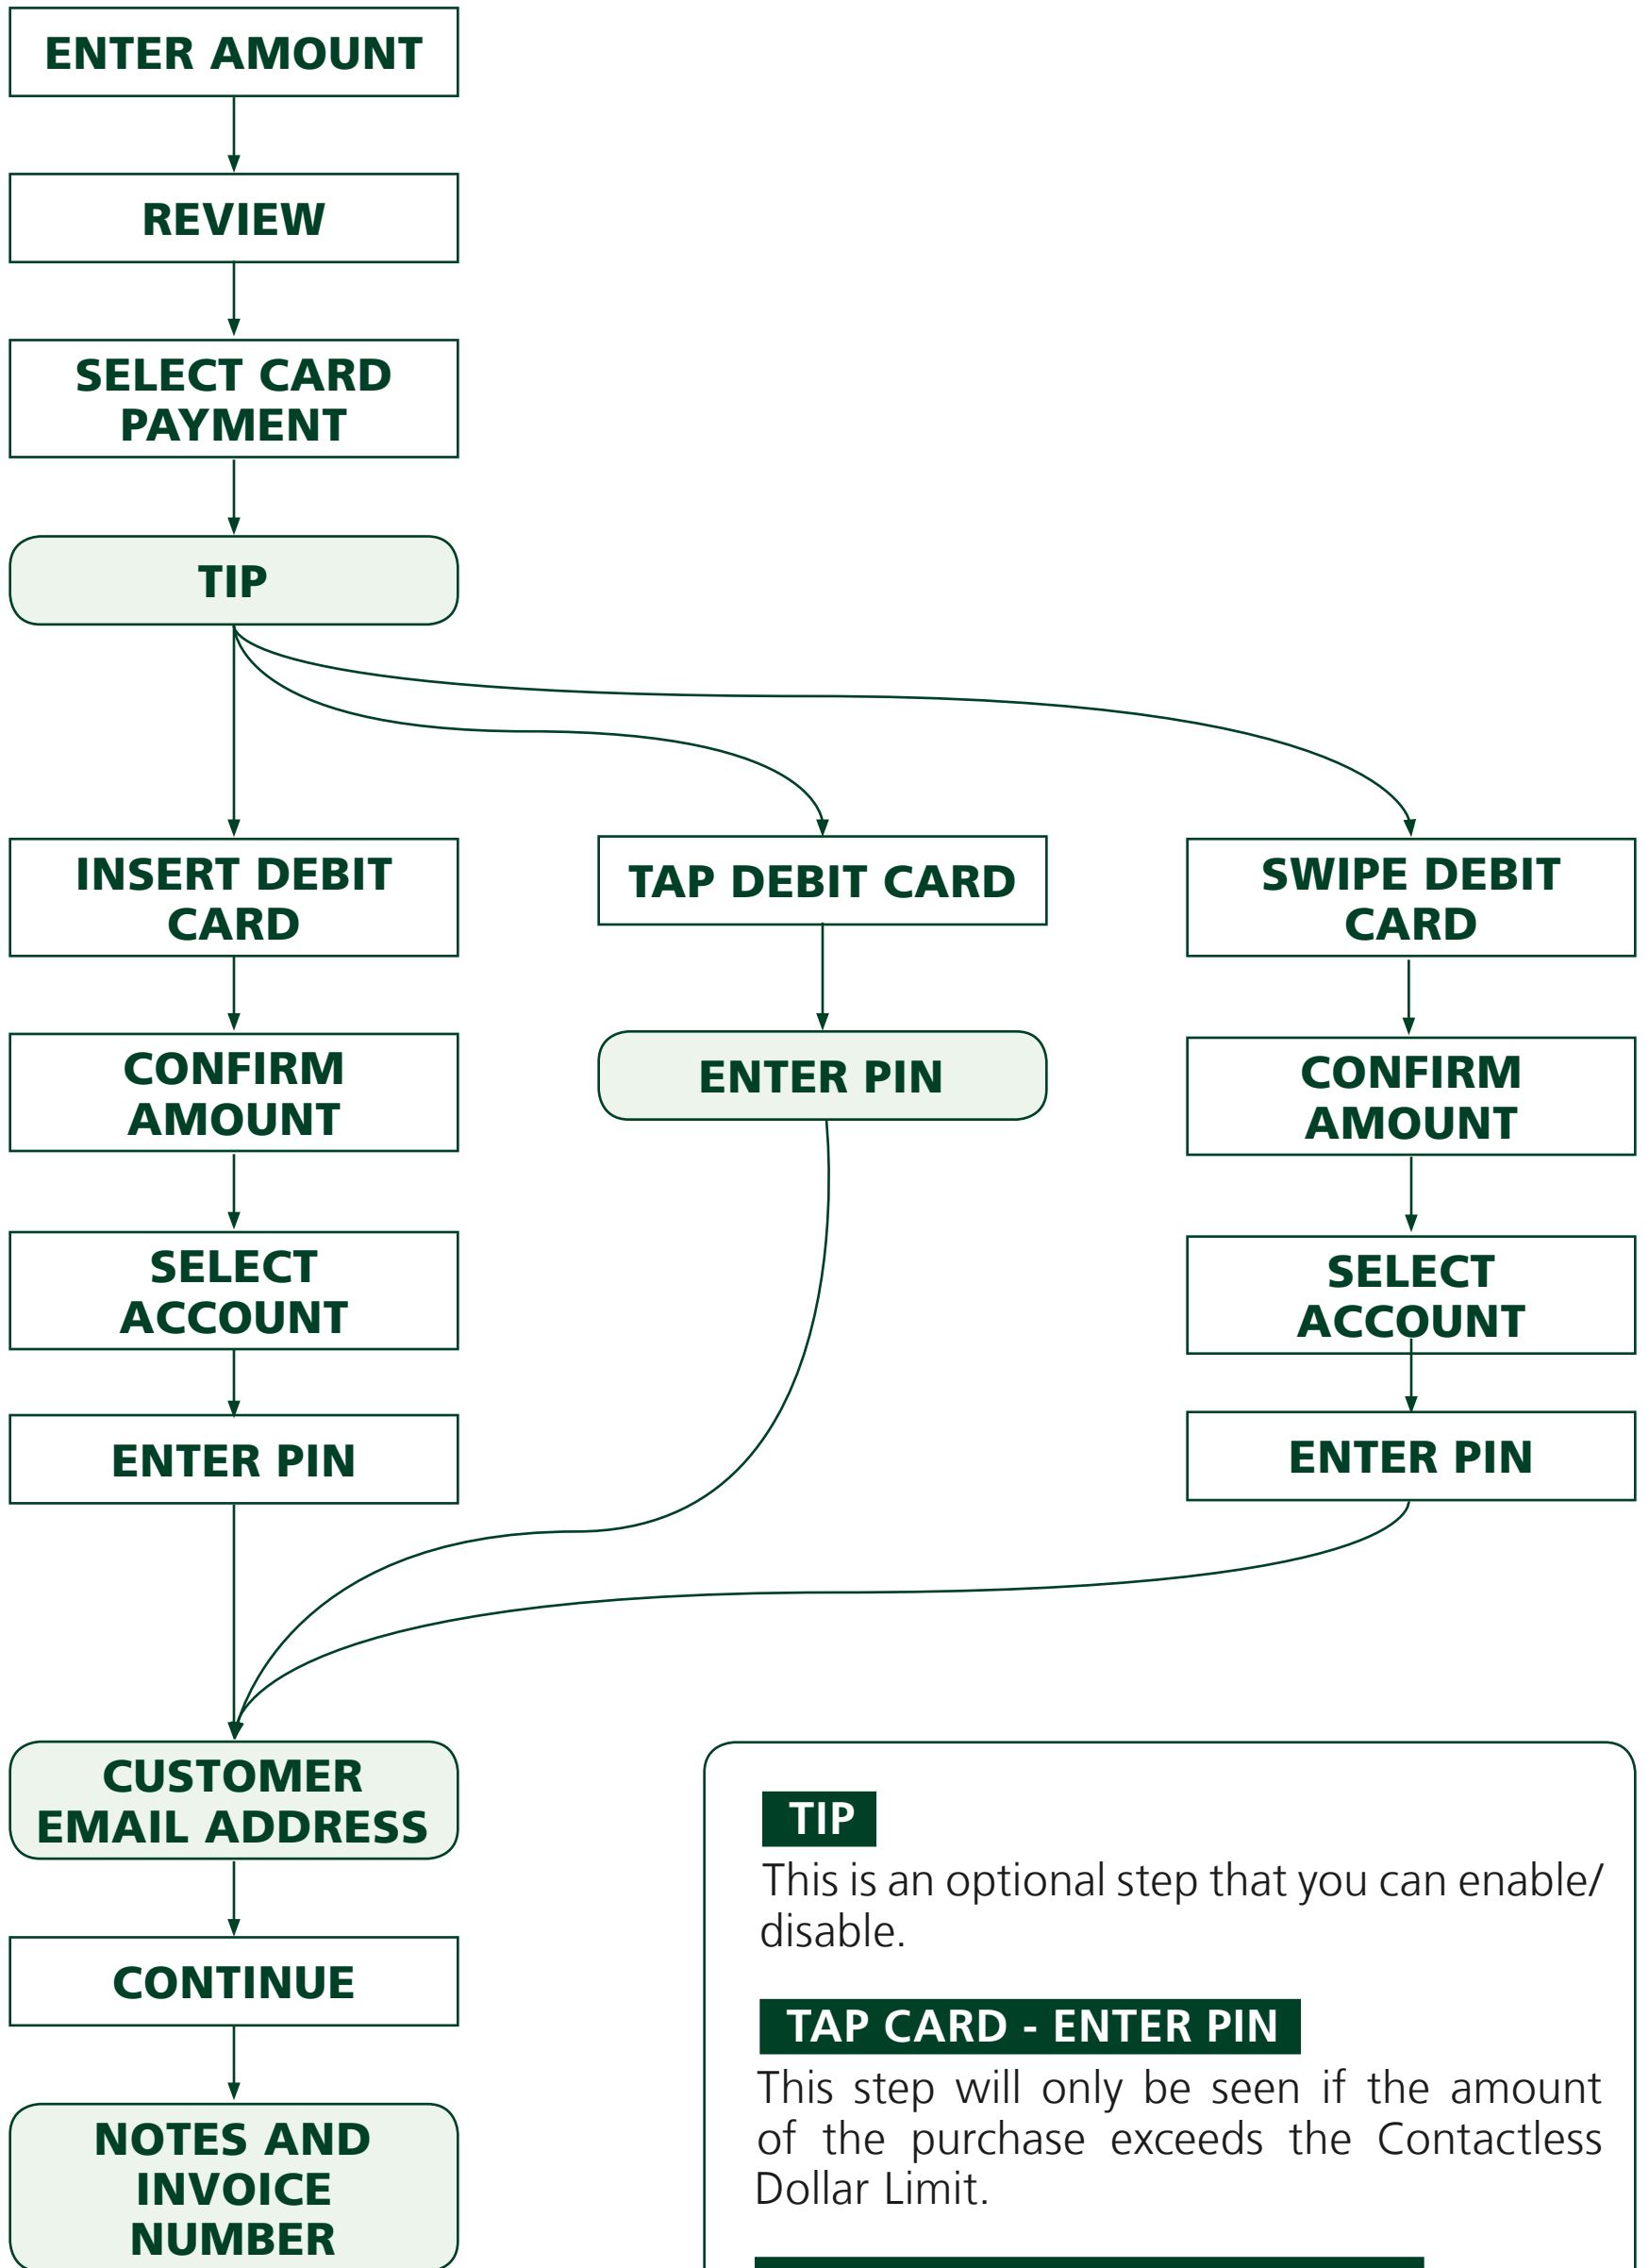 ENTER AMOUNT
REVIEW
SELECT CARD
PAYMENT
TIP
INSERT DEBIT
CARD
CONFIRM
AMOUNT
SELECT
ACCOUNT
ENTER PIN
TAP DEBIT CARD
ENTER PIN
SWIPE DEBIT
CARD
CONFIRM
AMOUNT
SELECT
ACCOUNT
ENTER PIN
CUSTOMER
EMAIL ADDRESS
CONTINUE
NOTES AND
INVOICE
NUMBER
TIP
This is an optional step that you can enable/
disable.
TAP CARD - ENTER PIN
This step will only be seen if the amount
of the purchase exceeds the Contactless
Dollar Limit.